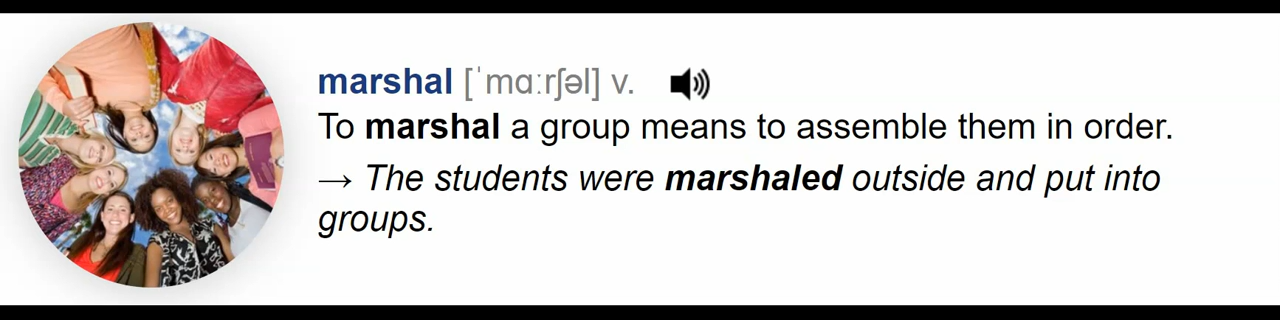 marshal [ˈmɑːrʃəl] v.
To marshal a group means to assemble them in order.
→ The students were marshaled outside and put into
groups.